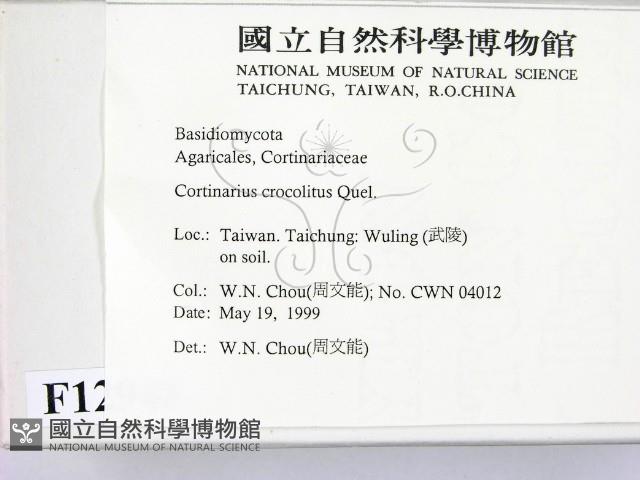 國立自然科學博物館
NATIONAL MUSEUM OF NATURAL SCIENCE
TAICHUNG, TAIWAN, R.O.CHINA
Basidiomycota
Agaricales, Cortinariaceae
Cortinarius crocolitus Quel.
Loc.: Taiwan. Taichung: Wuling (武陵)
on soil.
Col.: W.N. Chou(周文能); No. CWN 04012
Date: May 19, 1999
Det.: W.N. Chou(周文能)
國立自然科學博物館
NATIONAL MUSEUM OF NATURAL SCIENCE